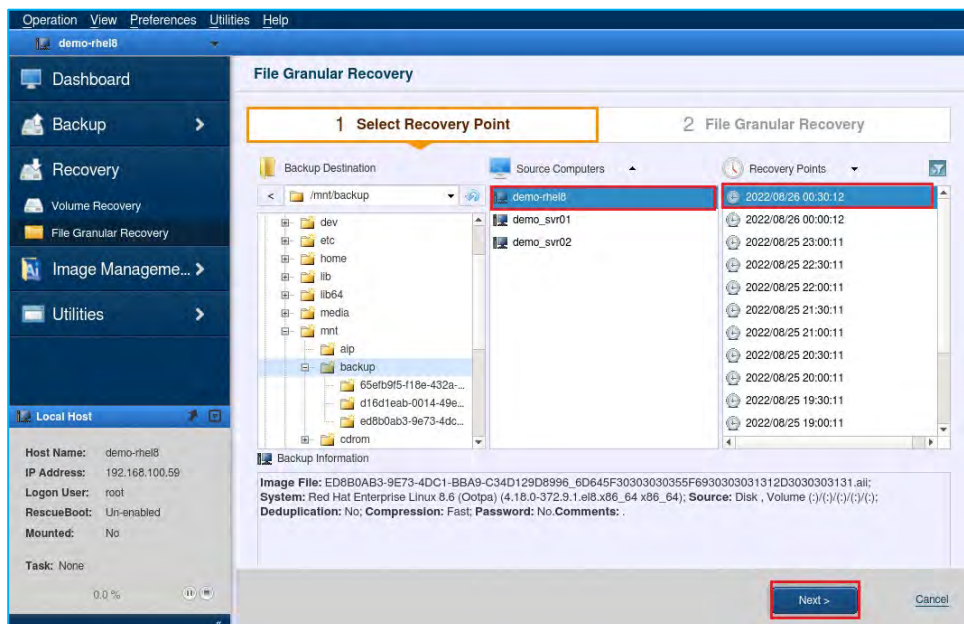 Operation View Preferences Utilities Help
demo-rhel8
Dashboard
Backup
Recovery
Volume Recovery
File Granular Recovery
Image Manageme...
Utilities
Local Host
Host Name: demo-rhel8
IP Address: 192.168.100.59
Logon User: root
RescueBoot: Un-enabled
Mounted: No
Task: None
0.0 %
File Granular Recovery
1 Select Recovery Point
2 File Granular Recovery
Backup Destination
/mnt/backup
dev
etc
home
lib
lib64
media
mnt
aip
backup
65efb9f5-f18e-432a-...
d16d1eab-0014-49e...
ed8b0ab3-9e73-4dc...
cdrom
Source Computers
demo-rhel8
demo_svr01
demo_svr02
Recovery Points
2022/08/26 00:30:12
2022/08/26 00:00:12
2022/08/25 23:00:11
2022/08/25 22:30:11
2022/08/25 22:00:11
2022/08/25 21:30:11
2022/08/25 21:00:11
2022/08/25 20:30:11
2022/08/25 20:00:11
2022/08/25 19:30:11
2022/08/25 19:00:11
Backup Information
Image File: ED8B0AB3-9E73-4DC1-BBA9-C34D129D8996_6D645F30303030355F6930303031312D3030303131.aii;
System: Red Hat Enterprise Linux 8.6 (Ootpa) (4.18.0-372.9.1.el8.x86_64 x86_64); Source: Disk , Volume (:/(:/(:/(:/(:/(:/(:/(:/(:/(:/(:/(:/(:/(:/(:);
Deduplication: No; Compression: Fast; Password: No.Comments: .
Next >
Cancel